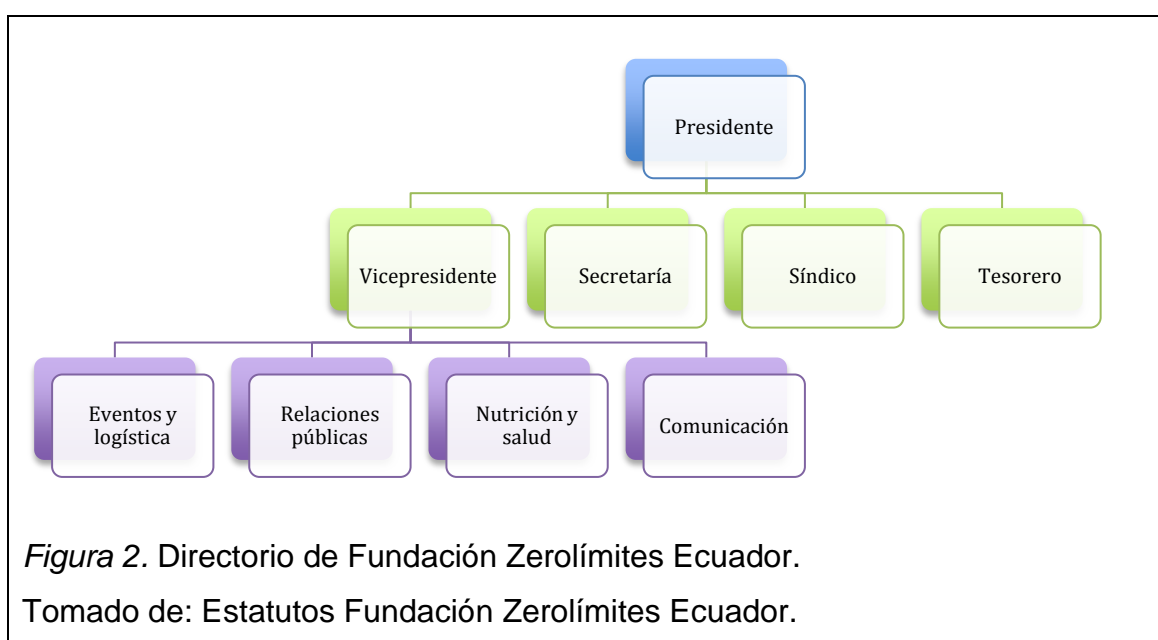 Presidente
Vicepresidente
Secretaría
Síndico
Tesorero
Eventos y
logística
Relaciones
públicas
Nutrición y
salud
Comunicación
Figura 2. Directorio de Fundación Zerolímites Ecuador.
Tomado de: Estatutos Fundación Zerolímites Ecuador.